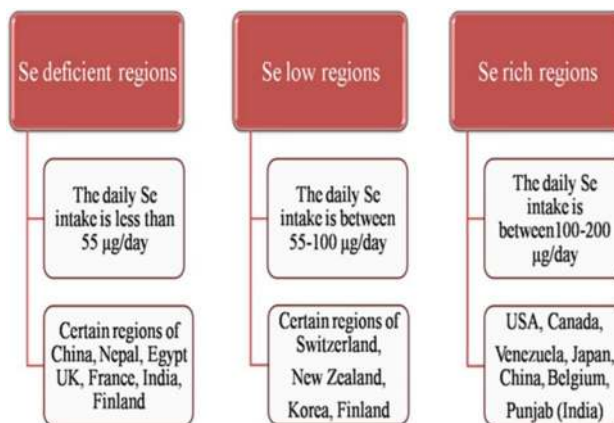 Se deficient regions
The daily Se
intake is less than
55 µg/day
Certain regions of
China, Nepal, Egypt
UK, France, India,
Finland
Se low regions
The daily Se
intake is between
55-100 µg/day
Certain regions of
Switzerland,
New Zealand,
Korea, Finland
Se rich regions
The daily Se
intake is
between100-200
µg/day
USA, Canada,
Venezuela, Japan,
China, Belgium,
Punjab (India)